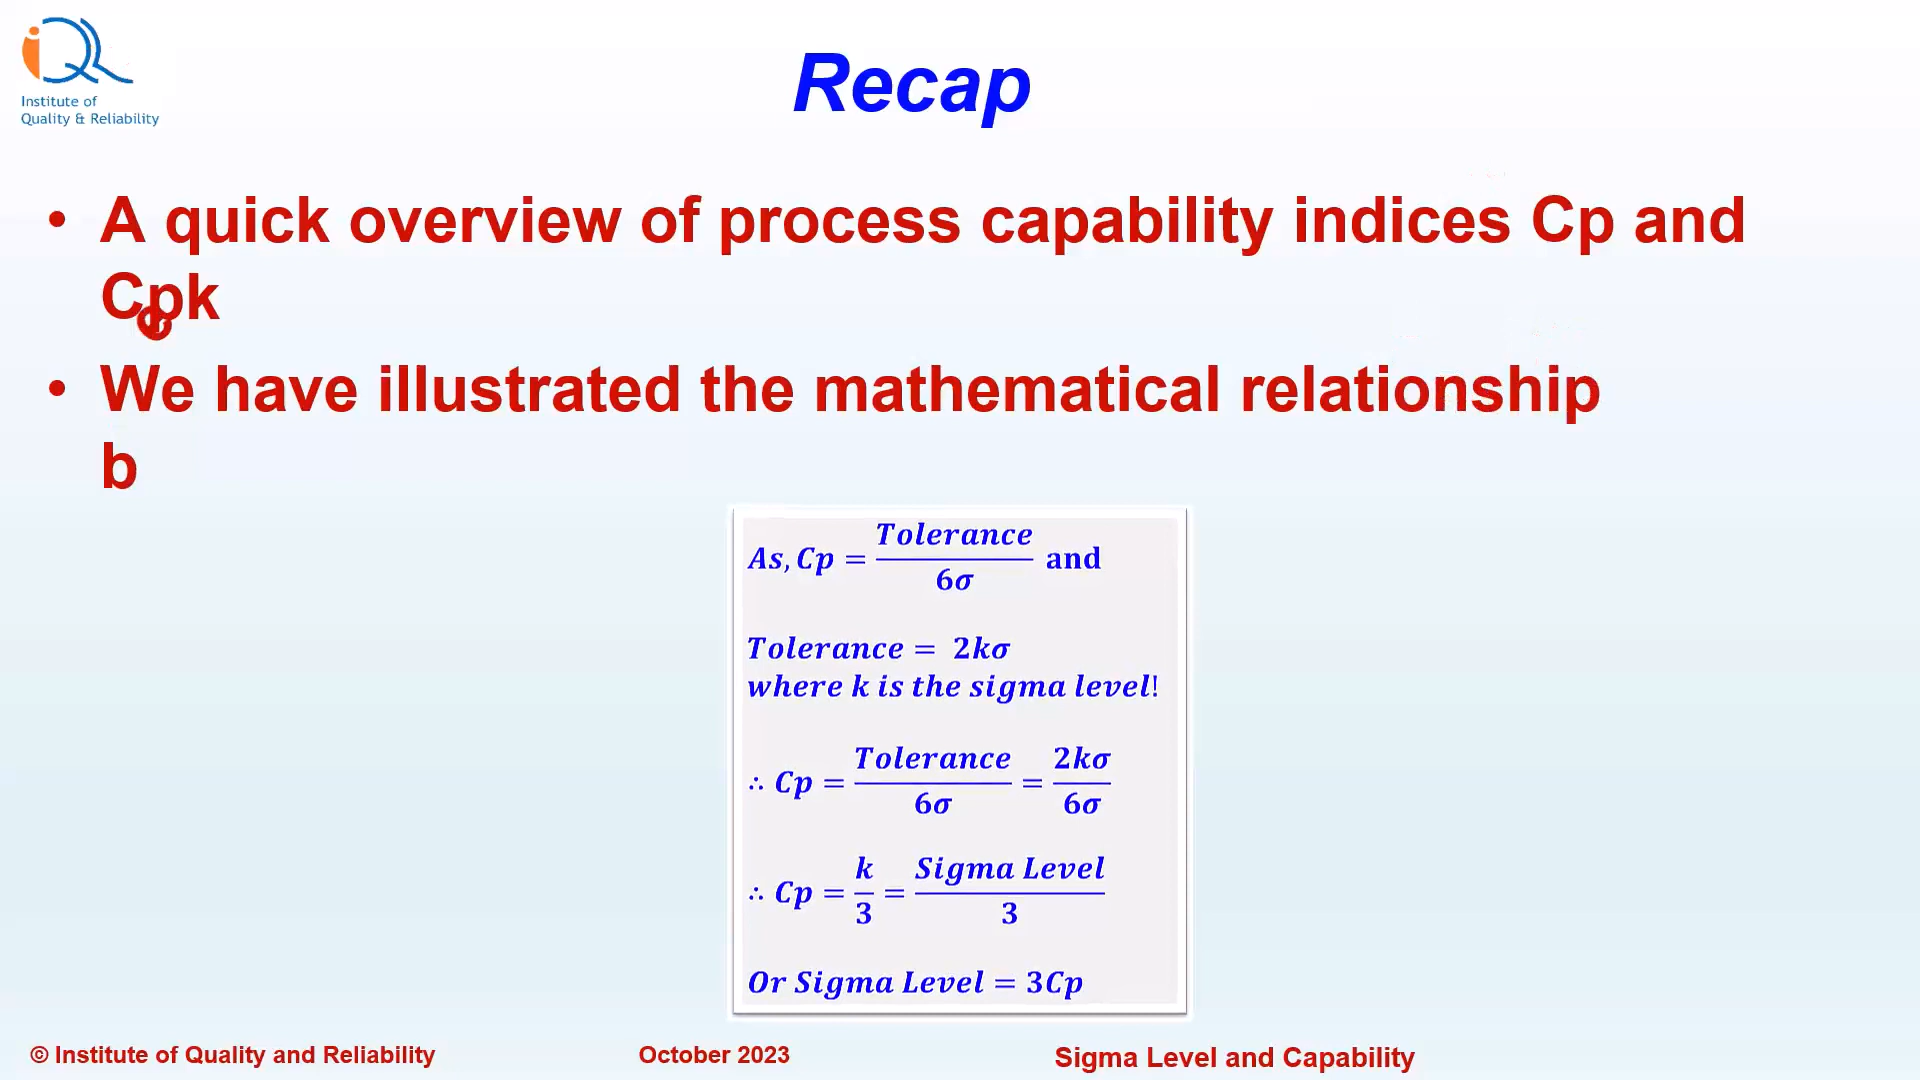 iQR
Institute of
Quality & Reliability
Recap
• A quick overview of process capability indices Cp and
Cpk
e
• We have illustrated the mathematical relationship
b
As, Cp = Tolerance / 6σ and
Tolerance = 2kσ
where k is the sigma level!
∴ Cp = Tolerance / 6σ = 2kσ / 6σ
∴ Cp = k / 3 = Sigma Level / 3
Or Sigma Level = 3Cp
© Institute of Quality and Reliability
October 2023
Sigma Level and Capability